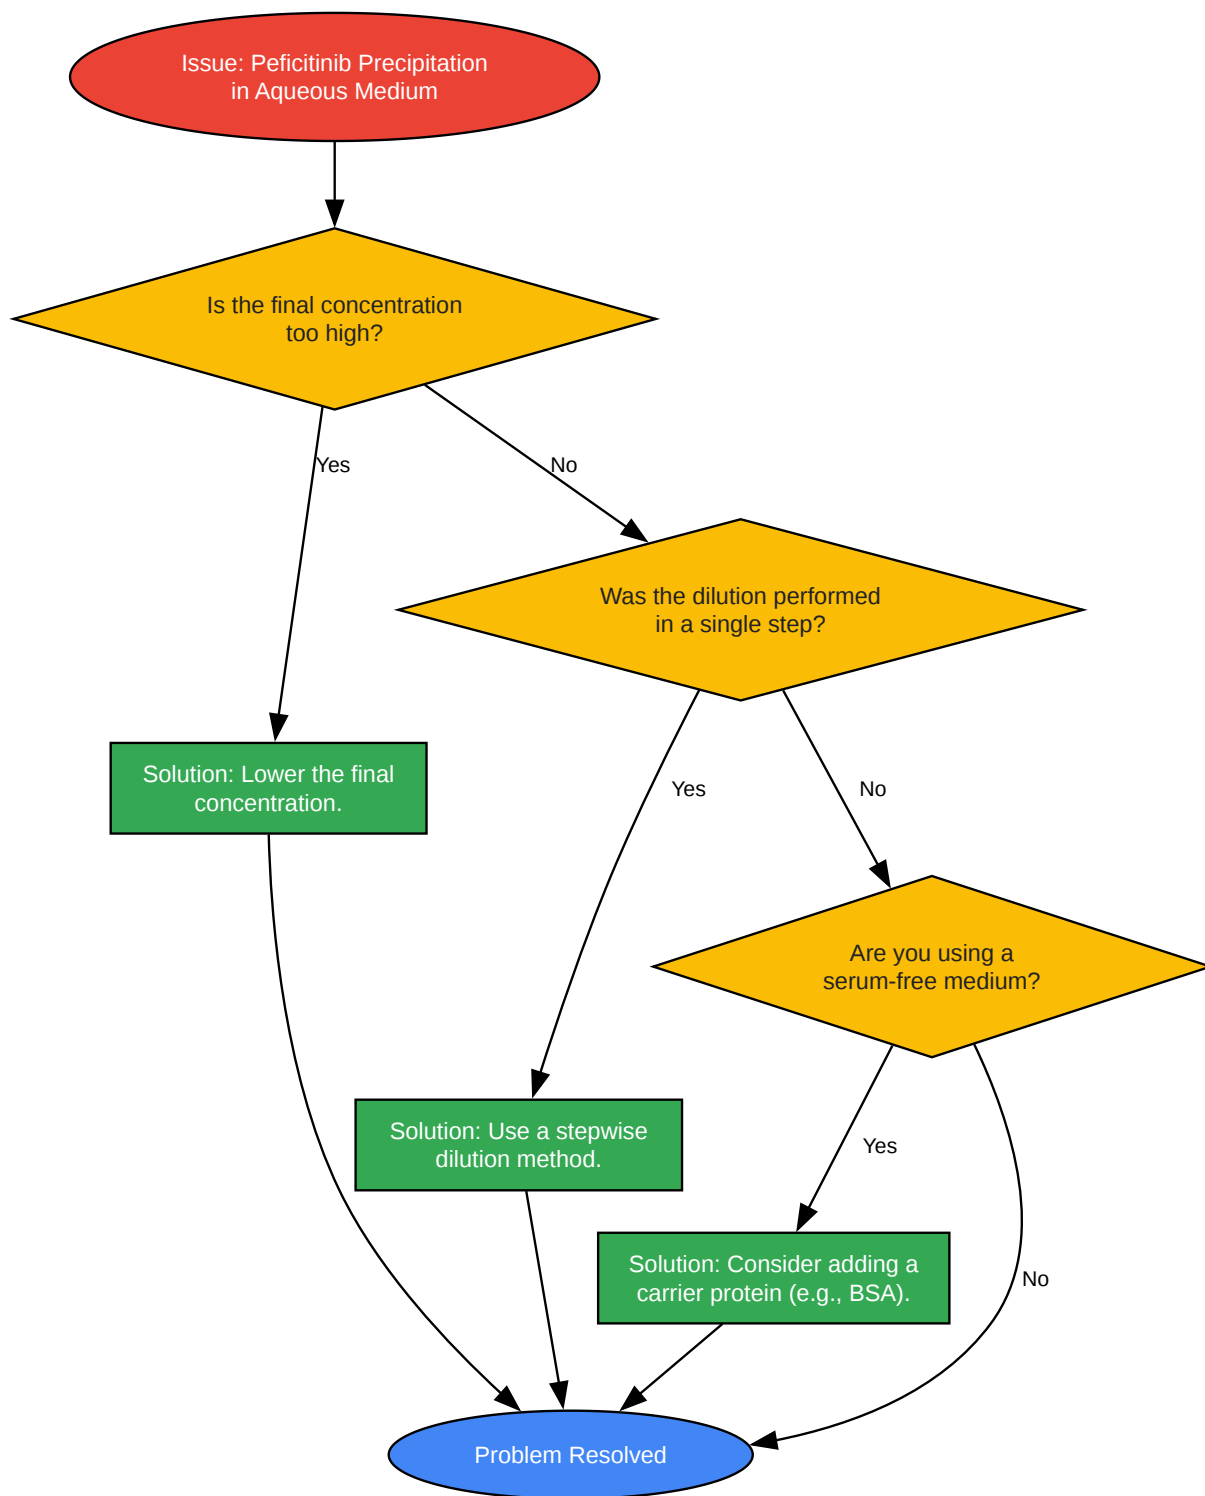 Issue: Peficitinib Precipitation
in Aqueous Medium
Is the final concentration
too high?
Yes
No
Was the dilution performed
in a single step?
Solution: Lower the final
concentration.
Yes
No
Are you using a
serum-free medium?
Solution: Use a stepwise
dilution method.
Yes
Solution: Consider adding a
carrier protein (e.g., BSA).
No
Problem Resolved